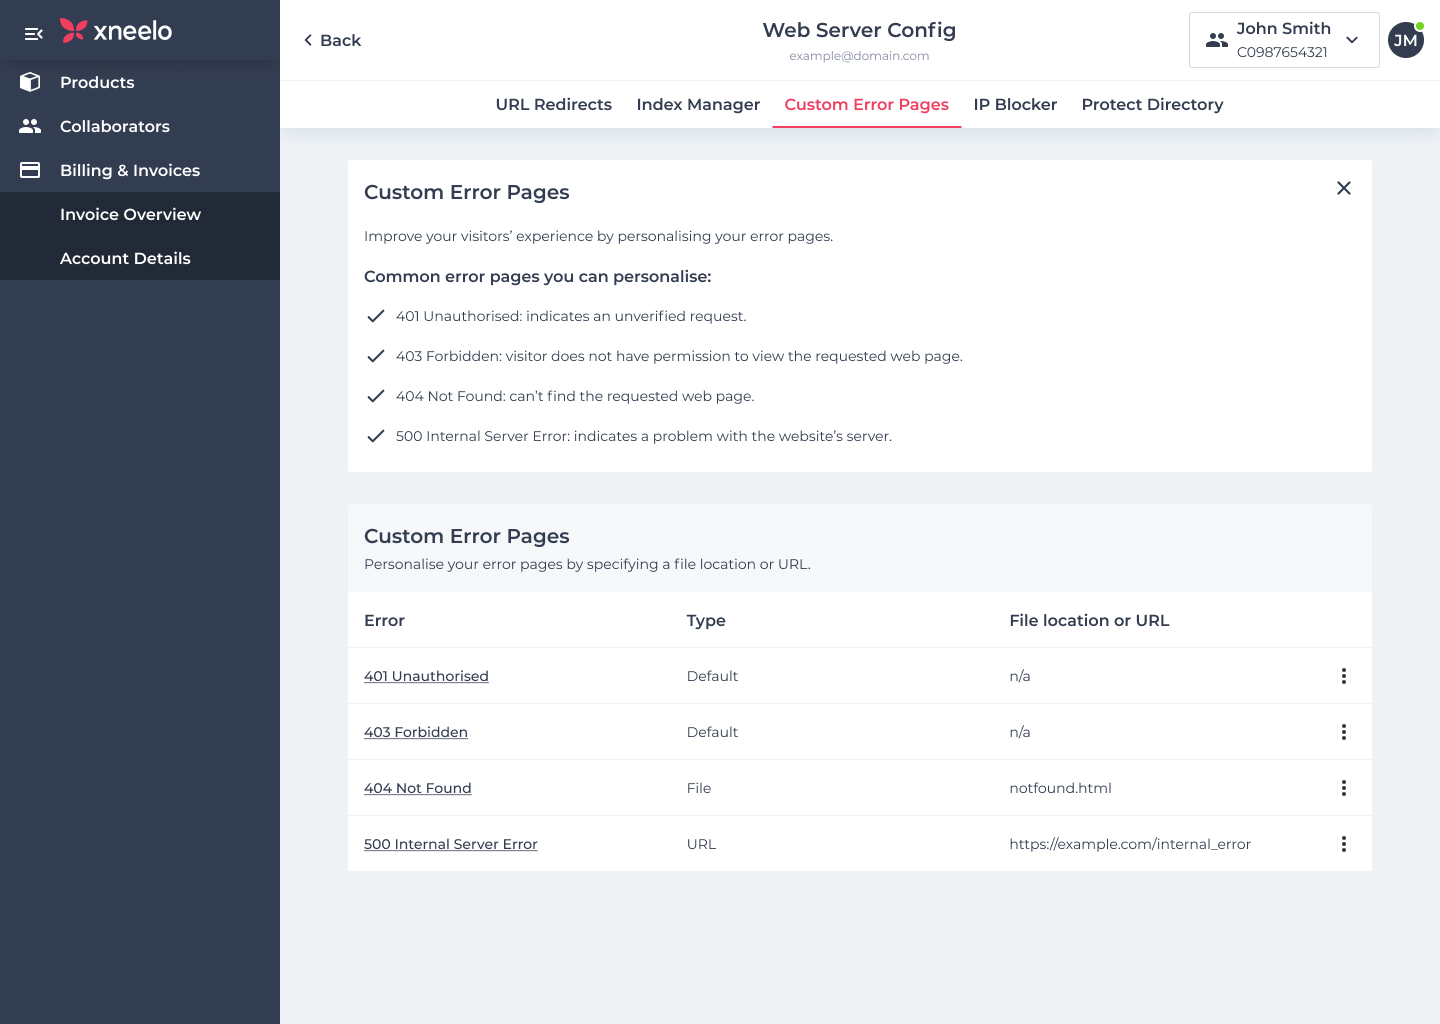 xneelo
Products
Collaborators
Billing & Invoices
Invoice Overview
Account Details
Back
Web Server Config
example@domain.com
John Smith
C0987654321
JM
URL Redirects
Index Manager
Custom Error Pages
IP Blocker
Protect Directory
Custom Error Pages
Improve your visitors’ experience by personalising your error pages.
Common error pages you can personalise:
401 Unauthorised: indicates an unverified request.
403 Forbidden: visitor does not have permission to view the requested web page.
404 Not Found: can’t find the requested web page.
500 Internal Server Error: indicates a problem with the website’s server.
Custom Error Pages
Personalise your error pages by specifying a file location or URL.
Error Type File location or URL
401 Unauthorised Default n/a
403 Forbidden Default n/a
404 Not Found File notfound.html
500 Internal Server Error URL https://example.com/internal_error